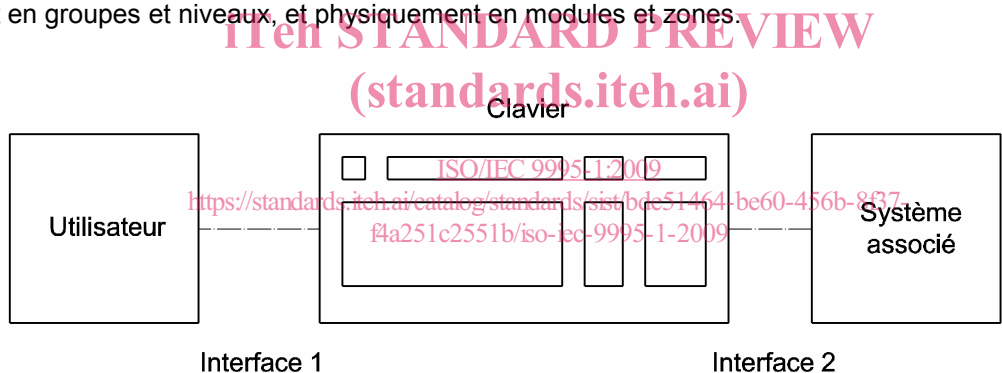 en groupes et niveaux, et physiquement en modules et zones.
iTeh STANDARD PREVIEW
(standards.iteh.ai)
Clavier
ISO/IEC 9995-1:2009
https://standards.iteh.ai/catalog/standards/sist/bde51464-be60-456b-8f37-
f4a251c2551b/iso-iec-9995-1-2009
Utilisateur
Système
associé
Interface 1
Interface 2